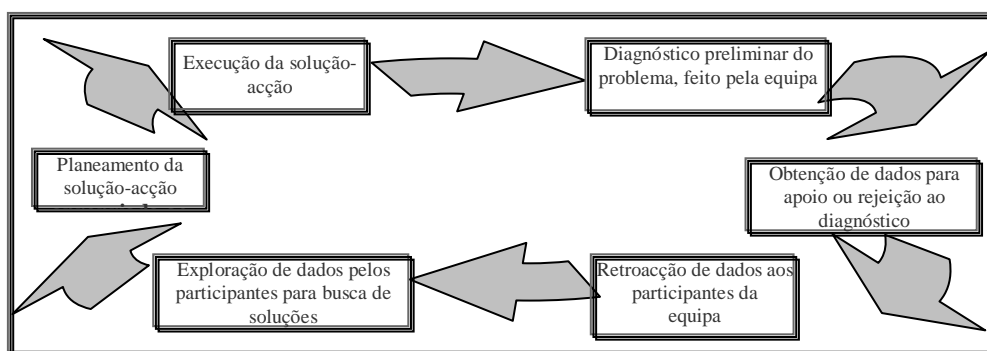 Execução da solução-
acção
Diagnóstico preliminar do
problema, feito pela equipa
Planeamento da
solução-acção
Obtenção de dados para
apoio ou rejeição ao
diagnóstico
Exploração de dados pelos
participantes para busca de
soluções
Retroacção de dados aos
participantes da
equipa